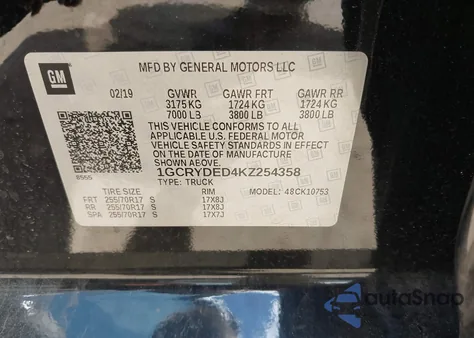 GM
MFD BY GENERAL MOTORS LLC
02/19 GVWR GAWR FRT GAWR RR
3175 KG 1724 KG 1724 KG
7000 LB 3800 LB 3800 LB
THIS VEHICLE CONFORMS TO ALL
APPLICABLE U.S. FEDERAL MOTOR
VEHICLE SAFETY STANDARDS IN EFFECT
ON THE DATE OF MANUFACTURE
SHOWN ABOVE.
1GCRYDED4KZ254358
TYPE: TRUCK MODEL: 48CK10753
TIRE SIZE RIM
FRT 255/70R17 S 17X8J
RR 255/70R17 S 17X8J
SPA 255/70R17 S 17X7J
autoSnap